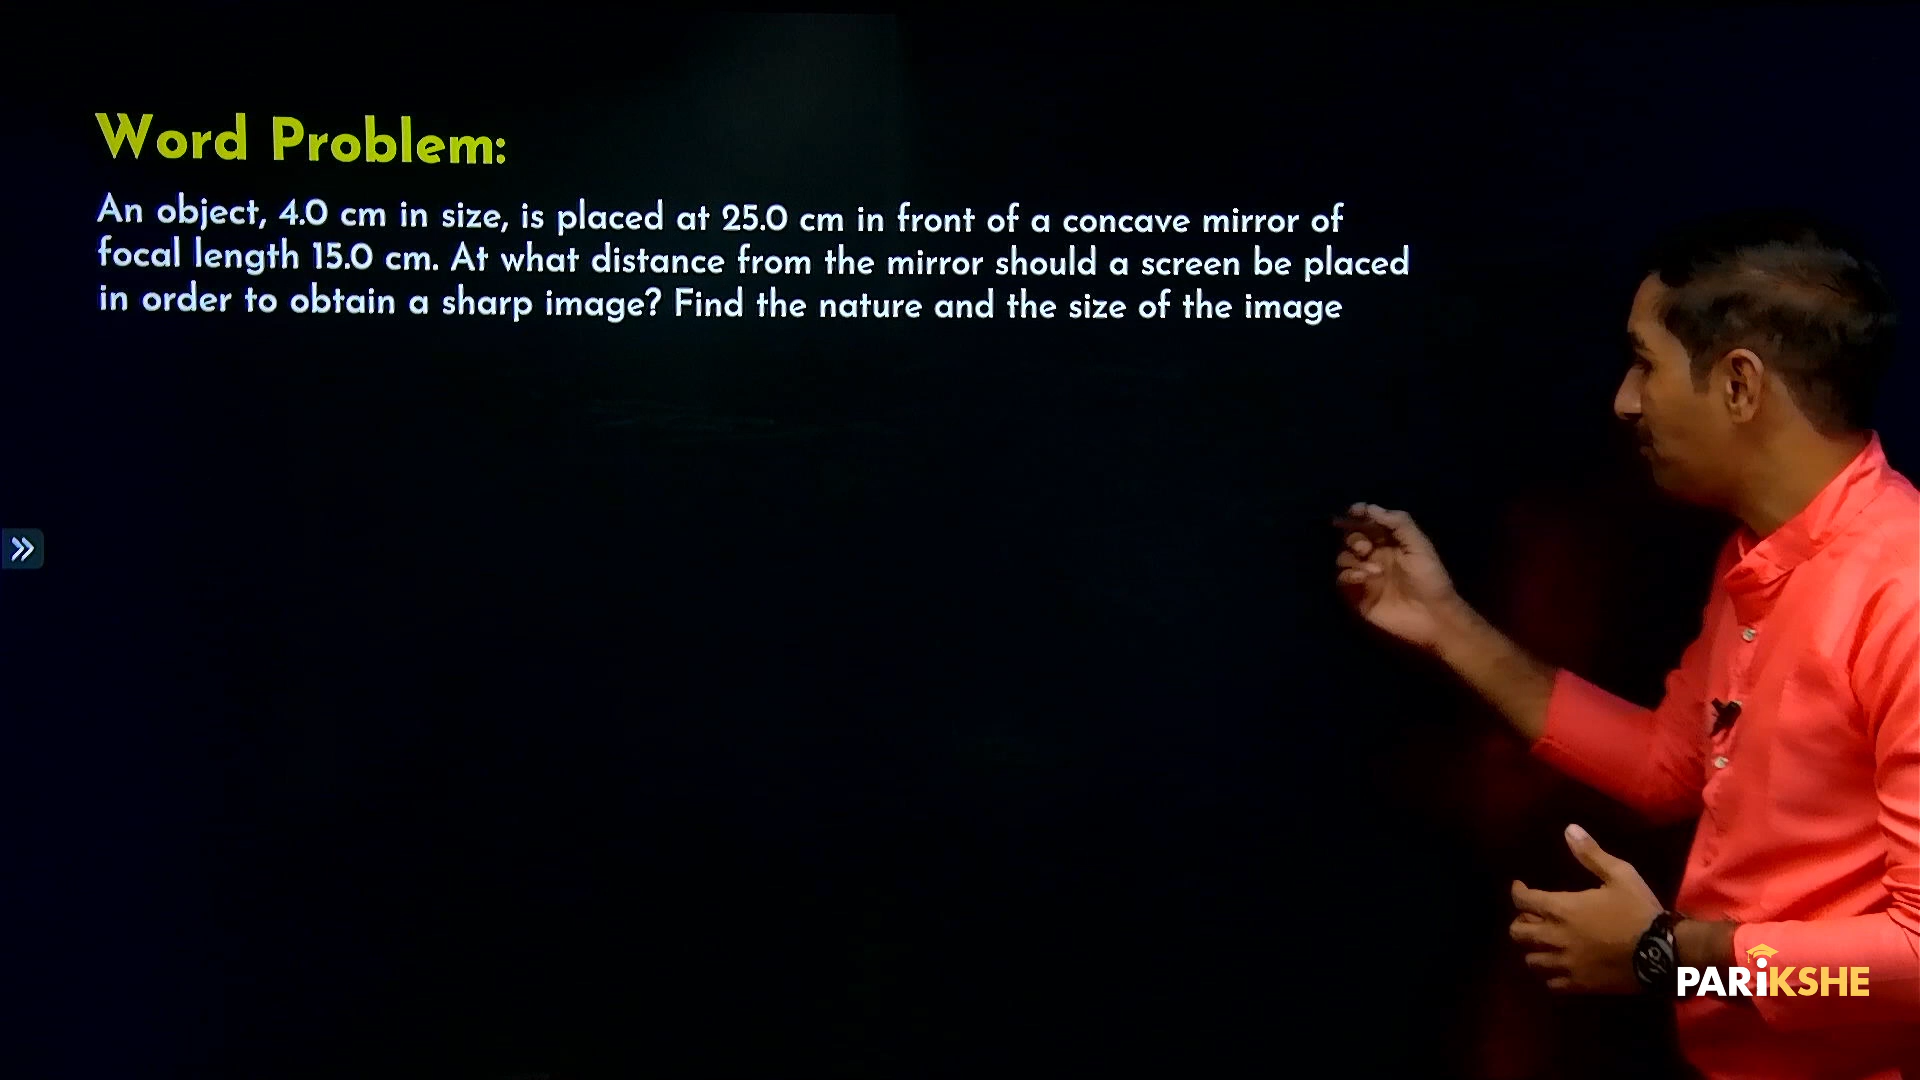 Word Problem:
An object, 4.0 cm in size, is placed at 25.0 cm in front of a concave mirror of
focal length 15.0 cm. At what distance from the mirror should a screen be placed
in order to obtain a sharp image? Find the nature and the size of the image
PARiKSHE